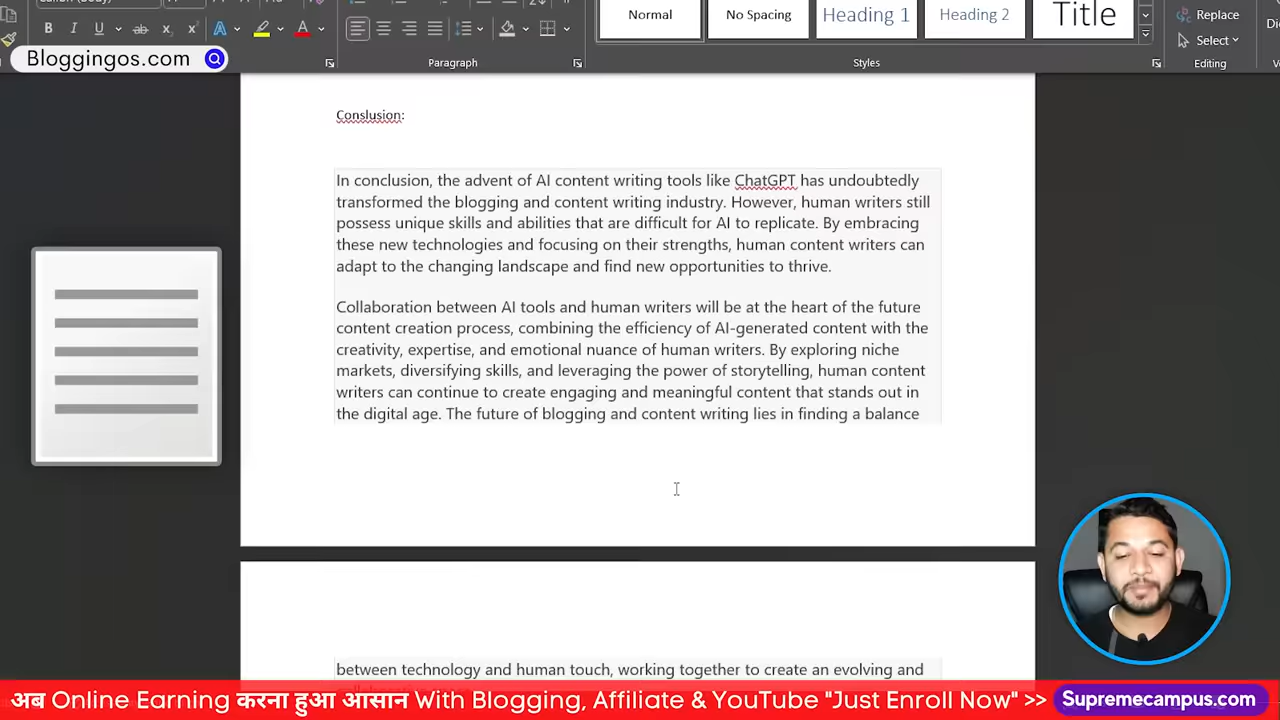 Normal
No Spacing
Heading 1
Heading 2
Title
Replace
Select
Bloggingos.com
Paragraph
Styles
Editing
Conslusion:
In conclusion, the advent of AI content writing tools like ChatGPT has undoubtedly
transformed the blogging and content writing industry. However, human writers still
possess unique skills and abilities that are difficult for AI to replicate. By embracing
these new technologies and focusing on their strengths, human content writers can
adapt to the changing landscape and find new opportunities to thrive.
Collaboration between AI tools and human writers will be at the heart of the future
content creation process, combining the efficiency of AI-generated content with the
creativity, expertise, and emotional nuance of human writers. By exploring niche
markets, diversifying skills, and leveraging the power of storytelling, human content
writers can continue to create engaging and meaningful content that stands out in
the digital age. The future of blogging and content writing lies in finding a balance
between technology and human touch, working together to create an evolving and
अब Online Earning करना हुआ आसान With Blogging, Affiliate & YouTube "Just Enroll Now" >> Supremecampus.com